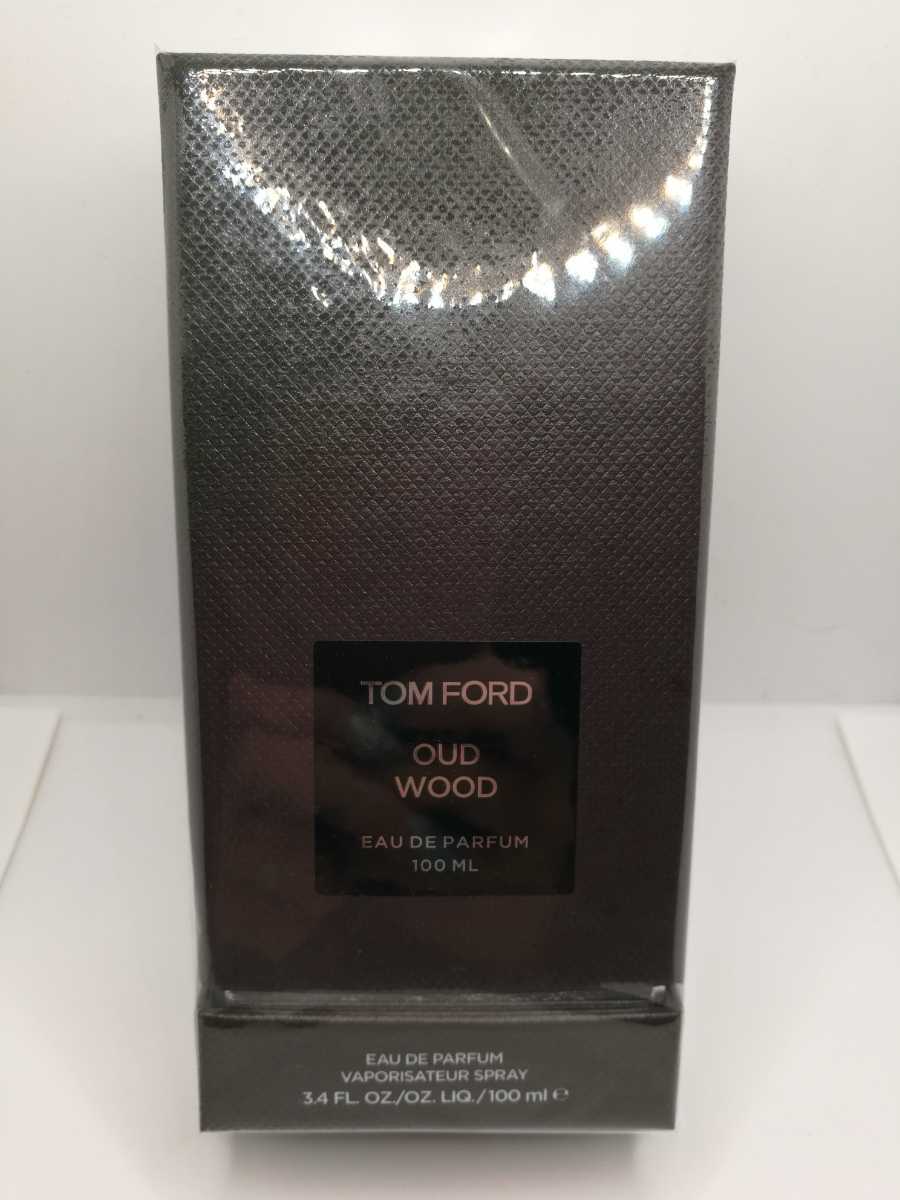 TOM FORD
OUD
WOOD
EAU DE PARFUM
100 ML
EAU DE PARFUM
VAPORISATEUR SPRAY
3.4 FL. OZ./OZ. LIQ./100 ml ℮